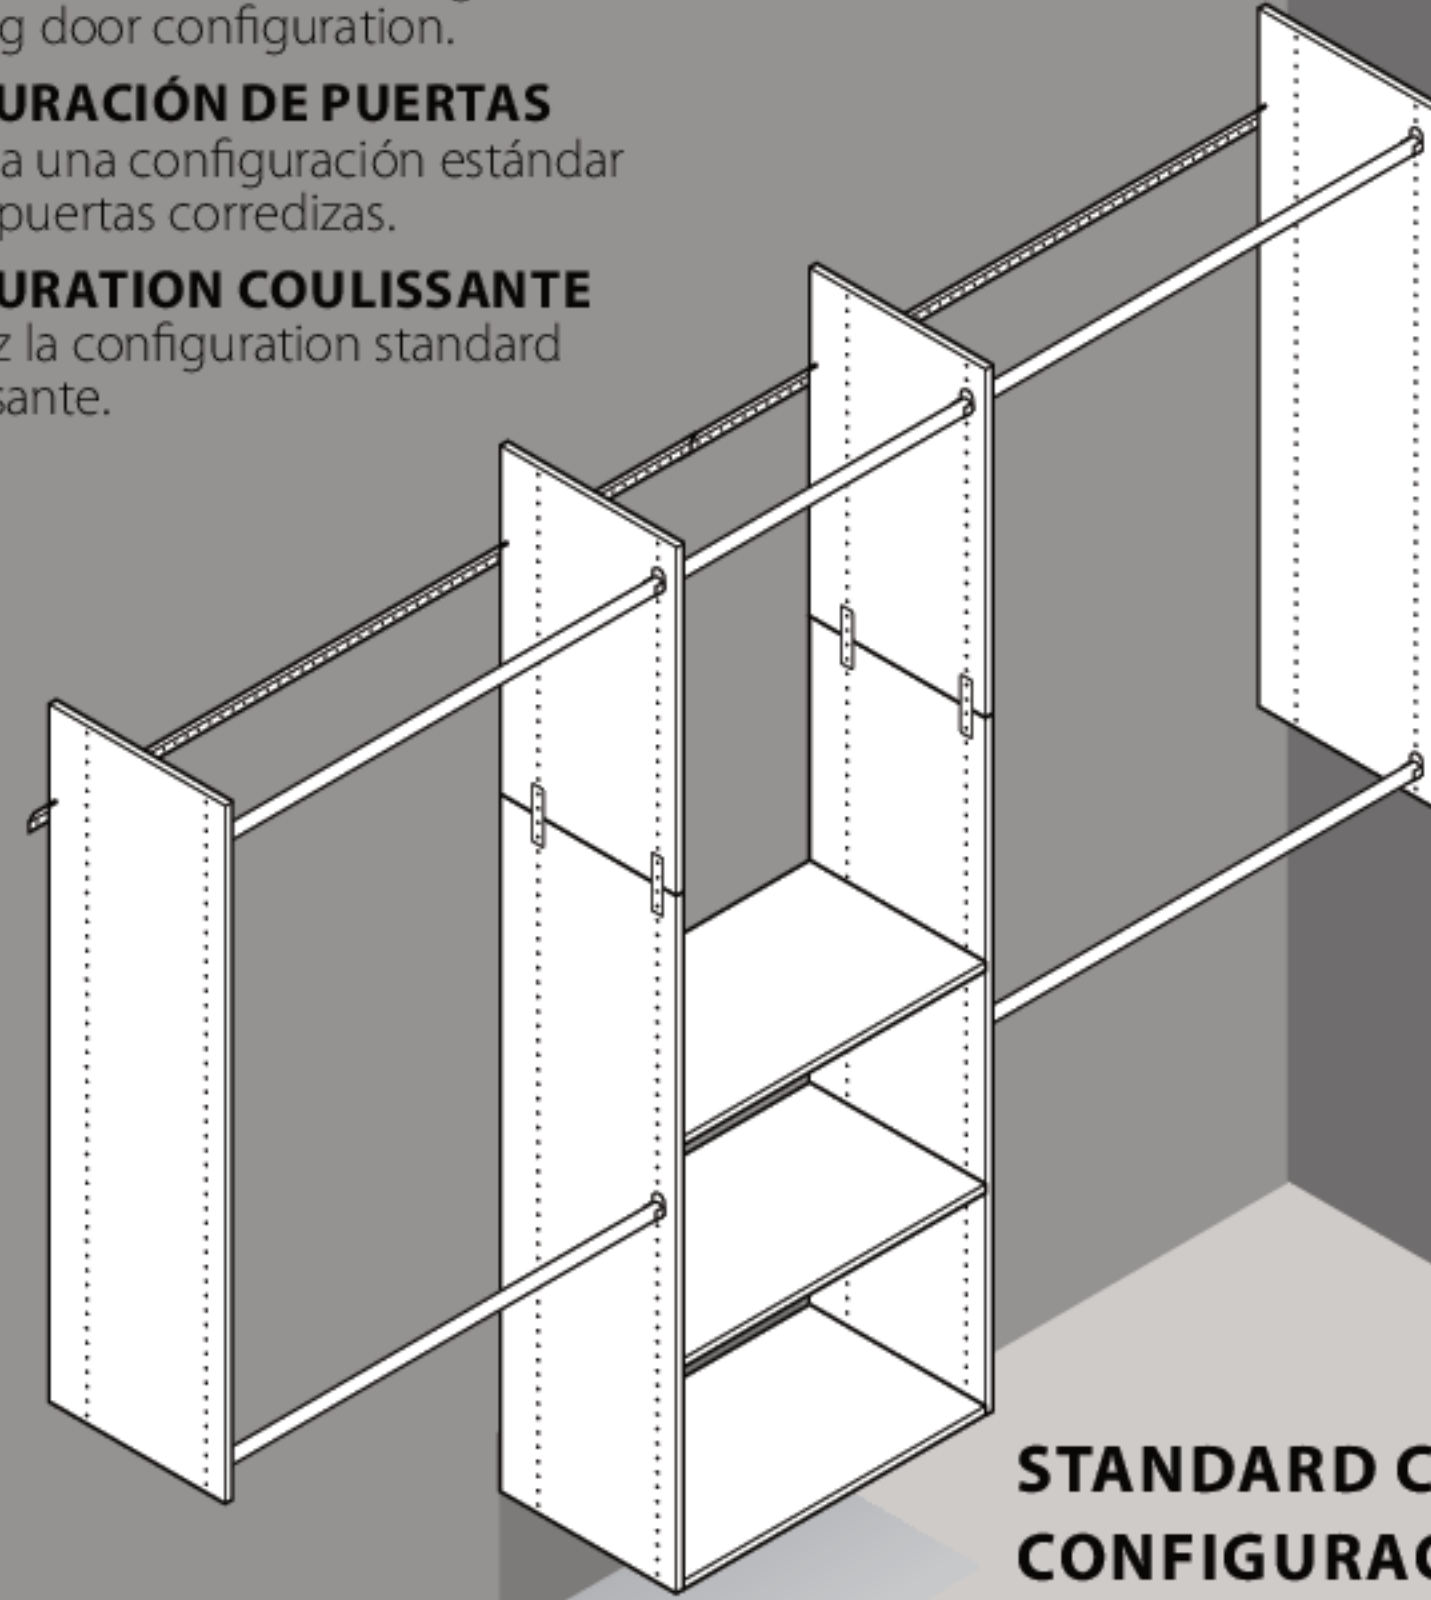 g door configuration.
URACIÓN DE PUERTAS
a una configuración estándar
puertas corredizas.
URATION COULISSANTE
z la configuration standard
sante.
STANDARD C
CONFIGURAC